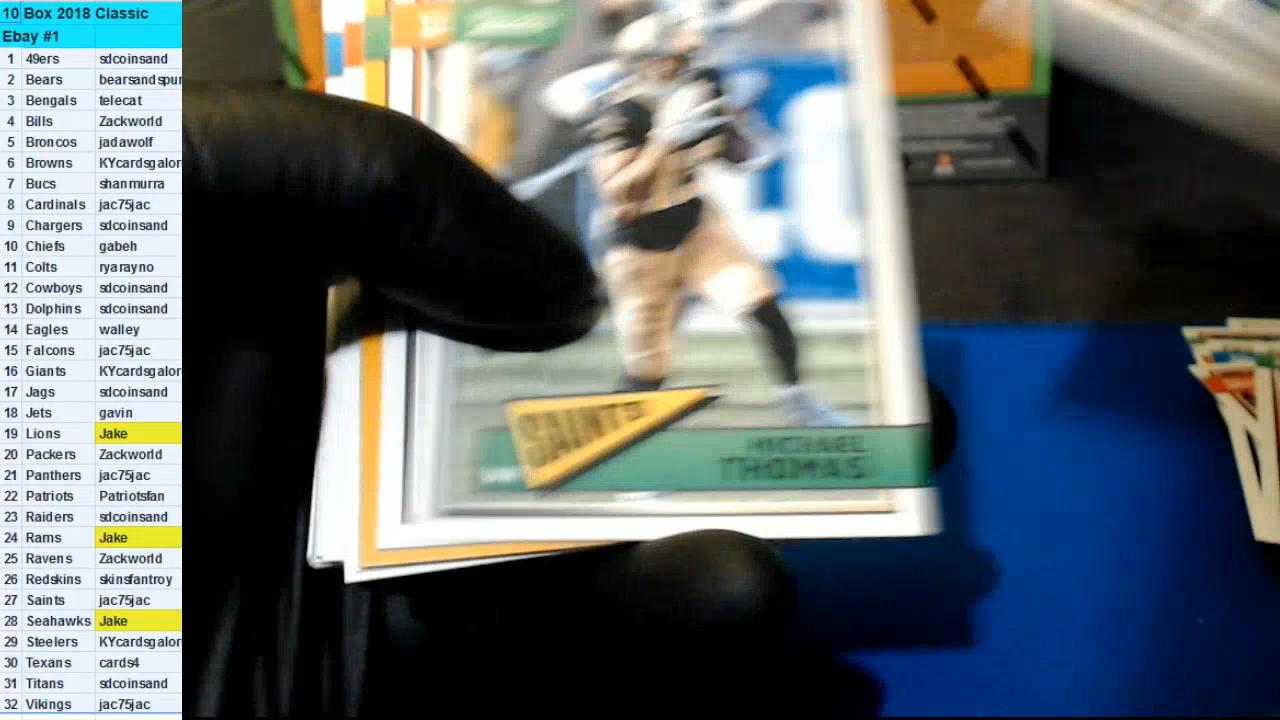 10 Box 2018 Classic
Ebay #1
1 49ers sdcoinsand
2 Bears bearsandspur
3 Bengals telecat
4 Bills Zackworld
5 Broncos jadawolf
6 Browns KYcardsgalor
7 Bucs shanmurra
8 Cardinals jac75jac
9 Chargers sdcoinsand
10 Chiefs gabeh
11 Colts ryarayno
12 Cowboys sdcoinsand
13 Dolphins sdcoinsand
14 Eagles walley
15 Falcons jac75jac
16 Giants KYcardsgalor
17 Jags sdcoinsand
18 Jets gavin
19 Lions Jake
20 Packers Zackworld
21 Panthers jac75jac
22 Patriots Patriotsfan
23 Raiders sdcoinsand
24 Rams Jake
25 Ravens Zackworld
26 Redskins skinsfantroy
27 Saints jac75jac
28 Seahawks Jake
29 Steelers KYcardsgalor
30 Texans cards4
31 Titans sdcoinsand
32 Vikings jac75jac
SAINTS
MICHAEL
THOMAS